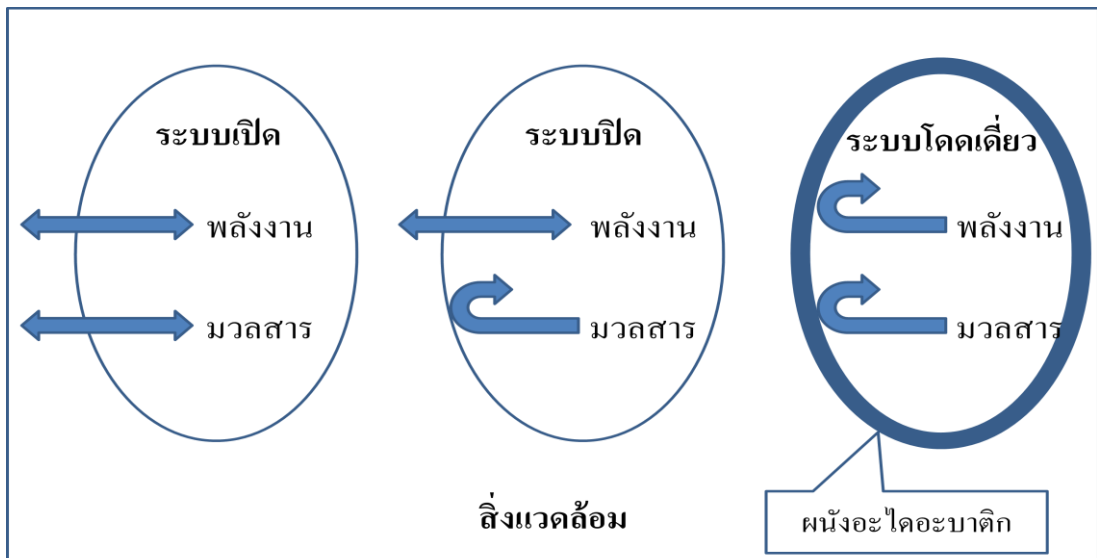 ระบบเปิด
พลังงาน
มวลสาร
ระบบปิด
พลังงาน
มวลสาร
ระบบโดดเดี่ยว
พลังงาน
มวลสาร
สิ่งแวดล้อม
ผนังอะไดอะบาติก